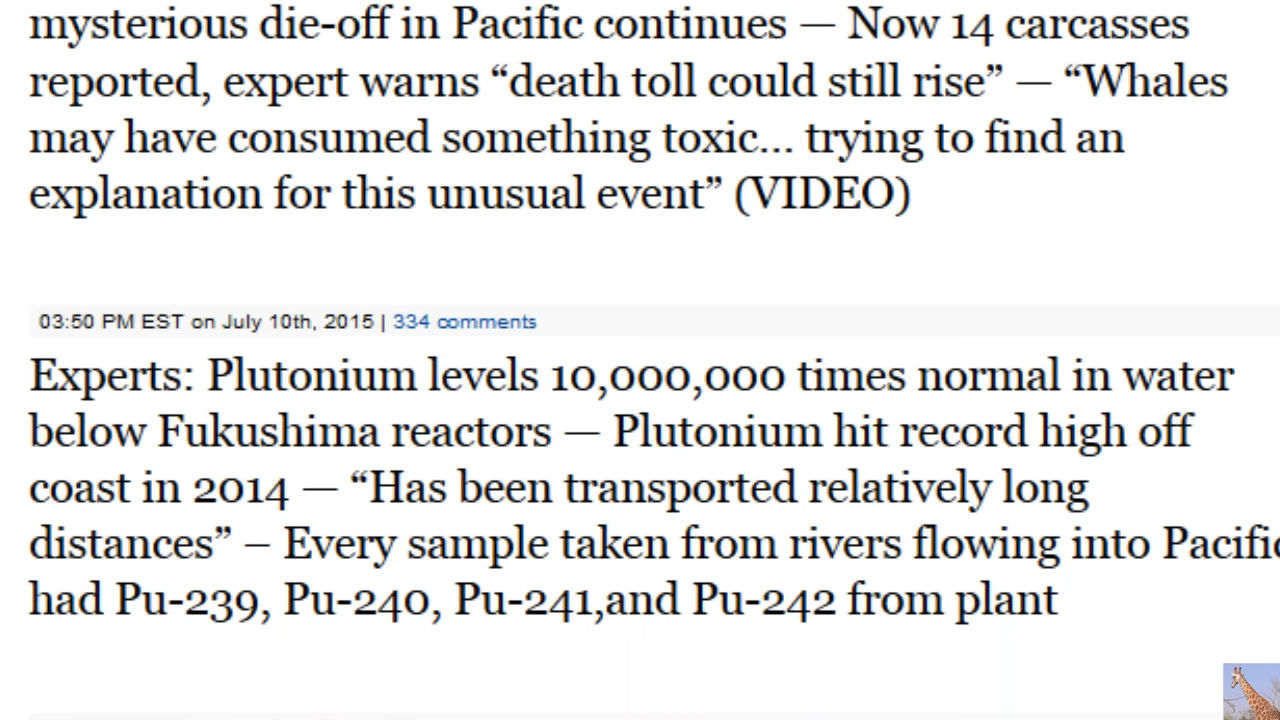 mysterious die-off in Pacific continues — Now 14 carcasses
reported, expert warns “death toll could still rise” — “Whales
may have consumed something toxic... trying to find an
explanation for this unusual event” (VIDEO)
03:50 PM EST on July 10th, 2015 | 334 comments
Experts: Plutonium levels 10,000,000 times normal in water
below Fukushima reactors — Plutonium hit record high off
coast in 2014 — “Has been transported relatively long
distances” – Every sample taken from rivers flowing into Pacific
had Pu-239, Pu-240, Pu-241,and Pu-242 from plant